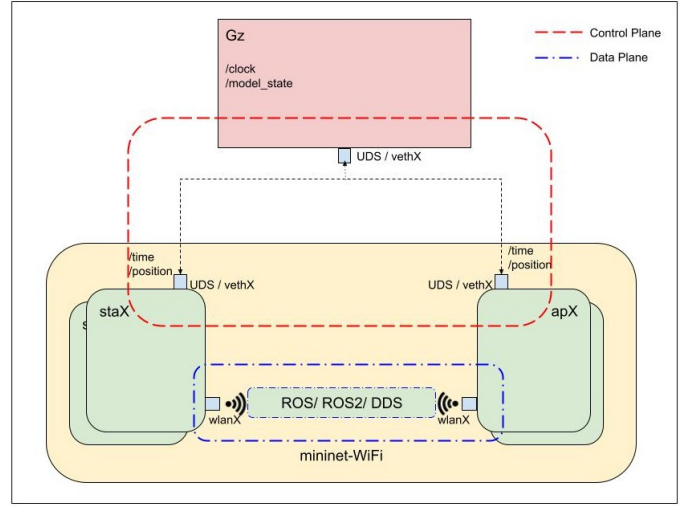 Gz
/clock
/model_state
Control Plane
Data Plane
UDS / vethX
/time
/position
UDS / vethX
/time
/position
UDS / vethX
s
staX
apX
ROS/ ROS2/ DDS
wlanX
wlanX
mininet-WiFi